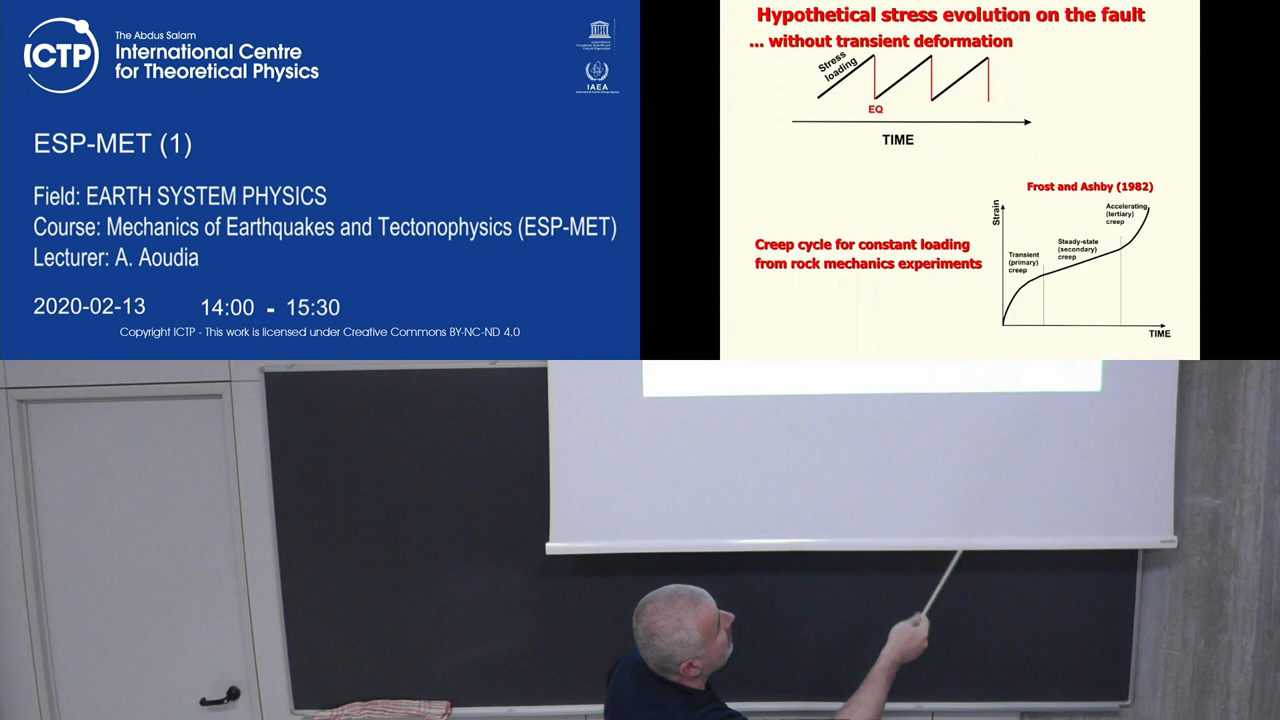 The Abdus Salam
ICTP
International Centre
for Theoretical Physics
IAEA
ESP-MET (1)
Field: EARTH SYSTEM PHYSICS
Course: Mechanics of Earthquakes and Tectonophysics (ESP-MET)
Lecturer: A. Aoudia
2020-02-13 14:00 - 15:30
Copyright ICTP - This work is licensed under Creative Commons BY-NC-ND 4.0
Hypothetical stress evolution on the fault
... without transient deformation
Stress
loading
EQ
TIME
Frost and Ashby (1982)
Creep cycle for constant loading
from rock mechanics experiments
Strain
Accelerating
(tertiary)
creep
Steady-state
(secondary)
creep
Transient
(primary)
creep
TIME